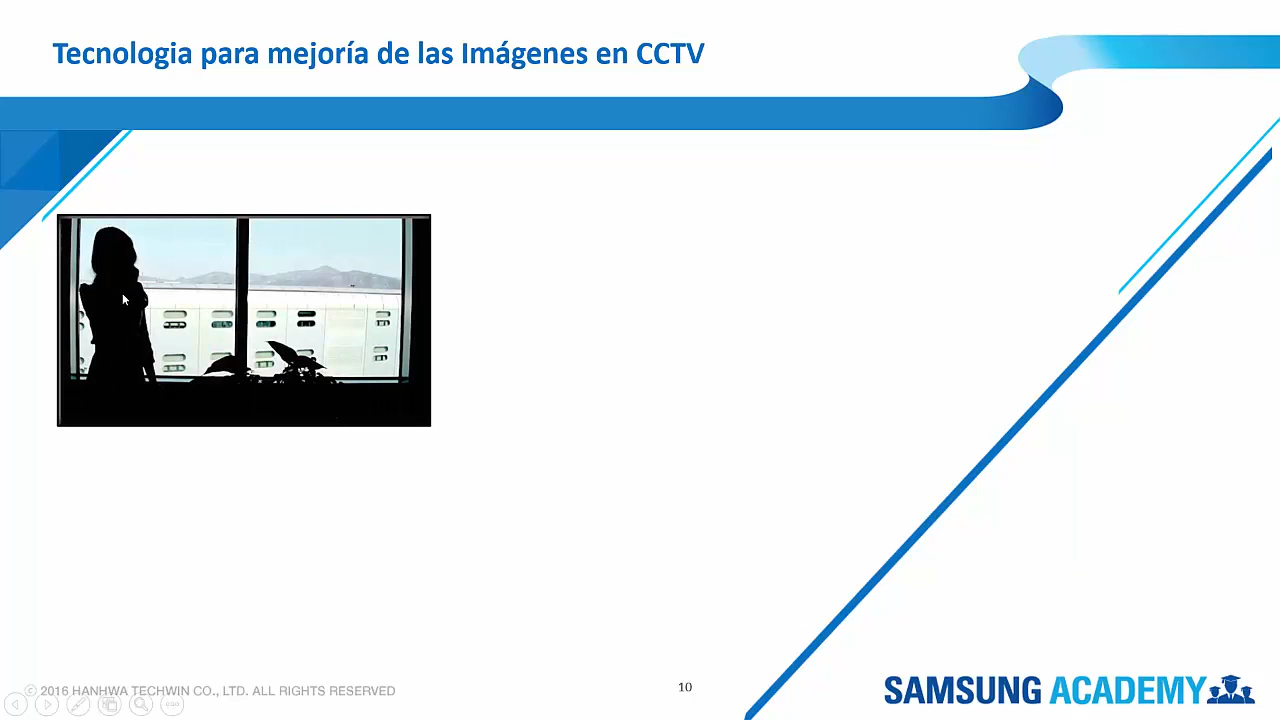 Tecnologia para mejoría de las Imágenes en CCTV
© 2016 HANHWA TECHWIN CO., LTD. ALL RIGHTS RESERVED
10
SAMSUNG ACADEMY